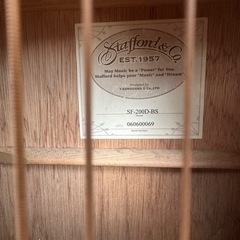 Stafford & Co.
EST.1957
May Music be a "Power" for You
Stafford helps your "Music" and "Dream"
SF-200D-BS
060600069